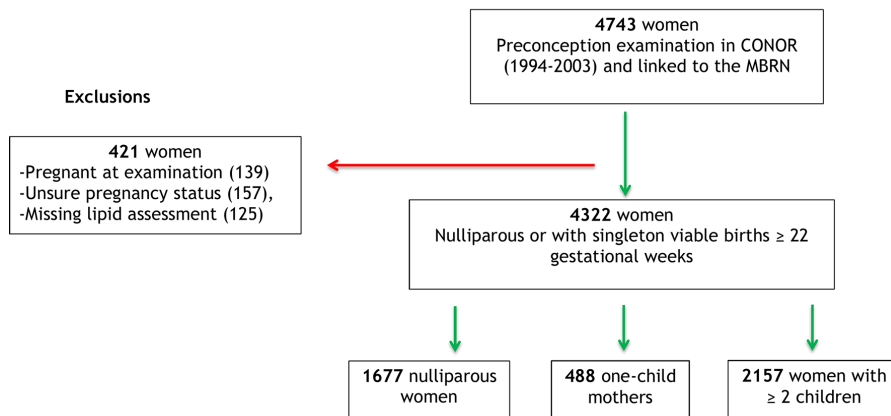 4743 women
Preconception examination in CONOR
(1994-2003) and linked to the MBRN
Exclusions
421 women
-Pregnant at examination (139)
-Unsure pregnancy status (157),
-Missing lipid assessment (125)
4322 women
Nulliparous or with singleton viable births ≥ 22
gestational weeks
1677 nulliparous
women
488 one-child
mothers
2157 women with
≥ 2 children